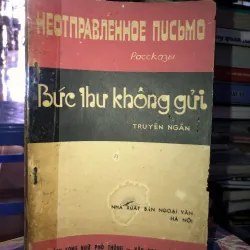 НЕОТПРАВЛЕННОЕ ПИСЬМО
Рассказы
Bức thư không gửi
TRUYỆN NGẮN
NHÀ XUẤT BẢN NGOẠI VĂN
HÀ NỘI